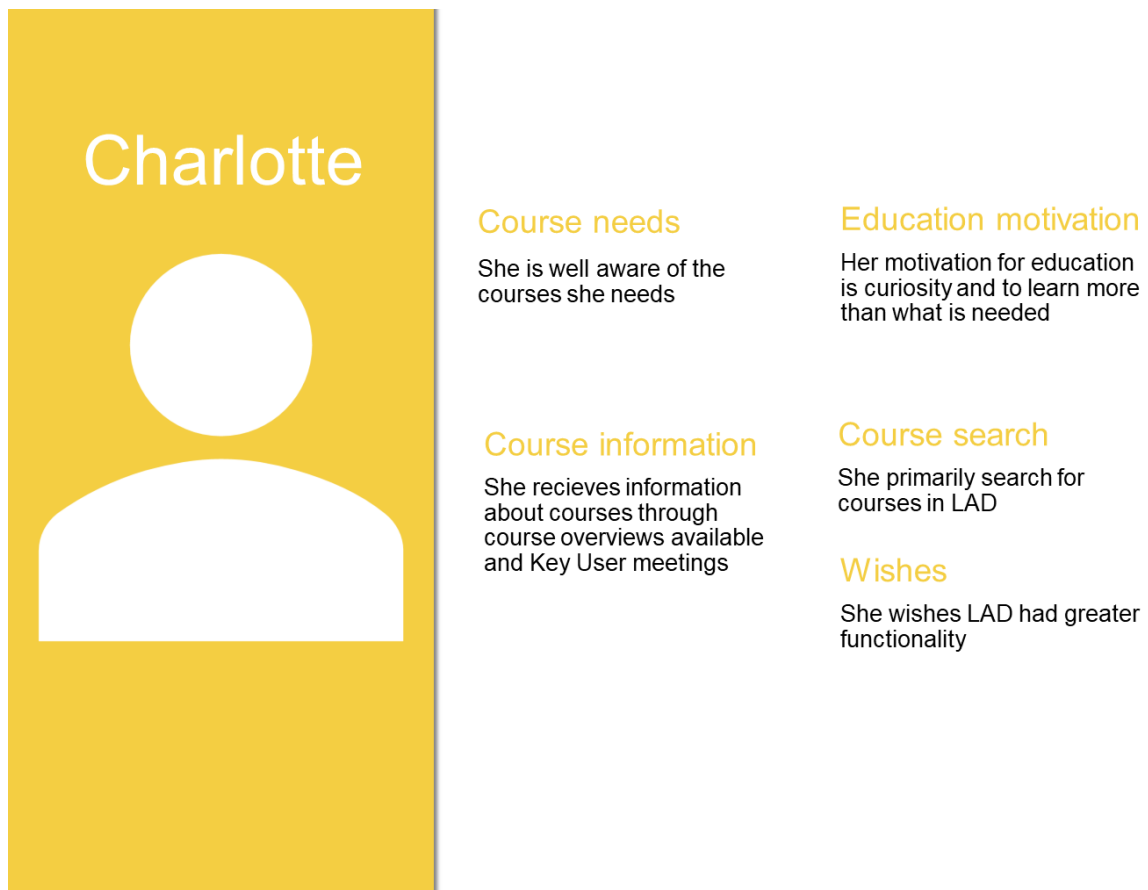 Charlotte
Course needs
She is well aware of the
courses she needs
Education motivation
Her motivation for education
is curiosity and to learn more
than what is needed
Course information
She recieves information
about courses through
course overviews available
and Key User meetings
Course search
She primarily search for
courses in LAD
Wishes
She wishes LAD had greater
functionality